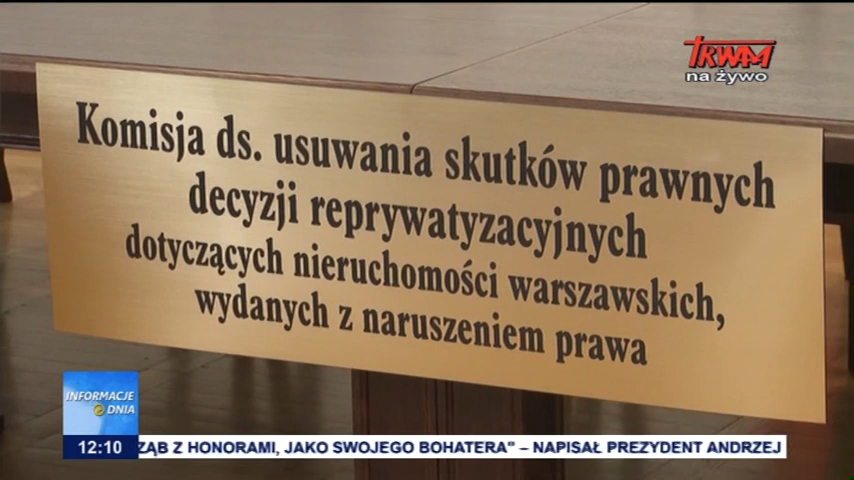 TRWAM
na żywo
Komisja ds. usuwania skutków prawnych
decyzji reprywatyzacyjnych
dotyczących nieruchomości warszawskich,
wydanych z naruszeniem prawa
INFORMACJE
DNIA
12:10 ZĄB Z HONORAMI, JAKO SWOJEGO BOHATERA" – NAPISAŁ PREZYDENT ANDRZEJ